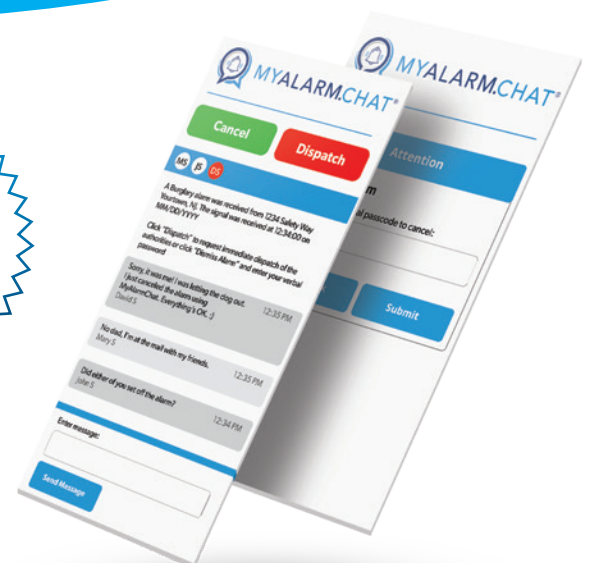 MYALARM.CHAT®
Cancel
Dispatch
MS JS DS
A Burglary alarm was received from 1234 Safety Way
Yourtown, NJ. The signal was received at 12:34:00 on
MM/DD/YYYY
Click "Dispatch" to request immediate dispatch of the
authorities or click "Dismiss Alarm" and enter your verbal
password
Sorry, it was me! I was letting the dog out.
I just canceled the alarm using
MyAlarmChat. Everything's OK. :)
David S
12:35 PM
No dad, I'm at the mall with my friends.
Mary S
12:35 PM
Did either of you set off the alarm?
John S
12:34 PM
Enter message:
Send Message
MYALARM.CHAT®
Attention
passcode to cancel:
Submit